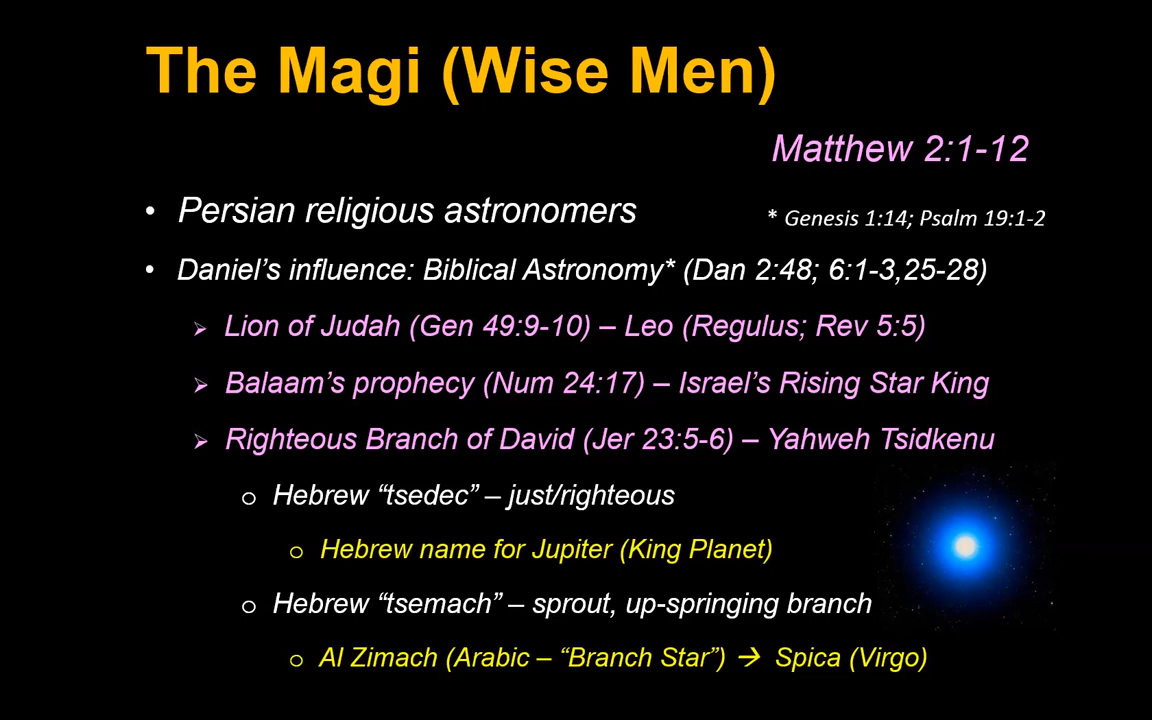 The Magi (Wise Men)
Matthew 2:1-12
• Persian religious astronomers
* Genesis 1:14; Psalm 19:1-2
• Daniel’s influence: Biblical Astronomy* (Dan 2:48; 6:1-3,25-28)
➢ Lion of Judah (Gen 49:9-10) – Leo (Regulus; Rev 5:5)
➢ Balaam’s prophecy (Num 24:17) – Israel’s Rising Star King
➢ Righteous Branch of David (Jer 23:5-6) – Yahweh Tsidkenu
o Hebrew “tsedec” – just/righteous
o Hebrew name for Jupiter (King Planet)
o Hebrew “tsemach” – sprout, up-springing branch
o Al Zimach (Arabic – “Branch Star”) → Spica (Virgo)